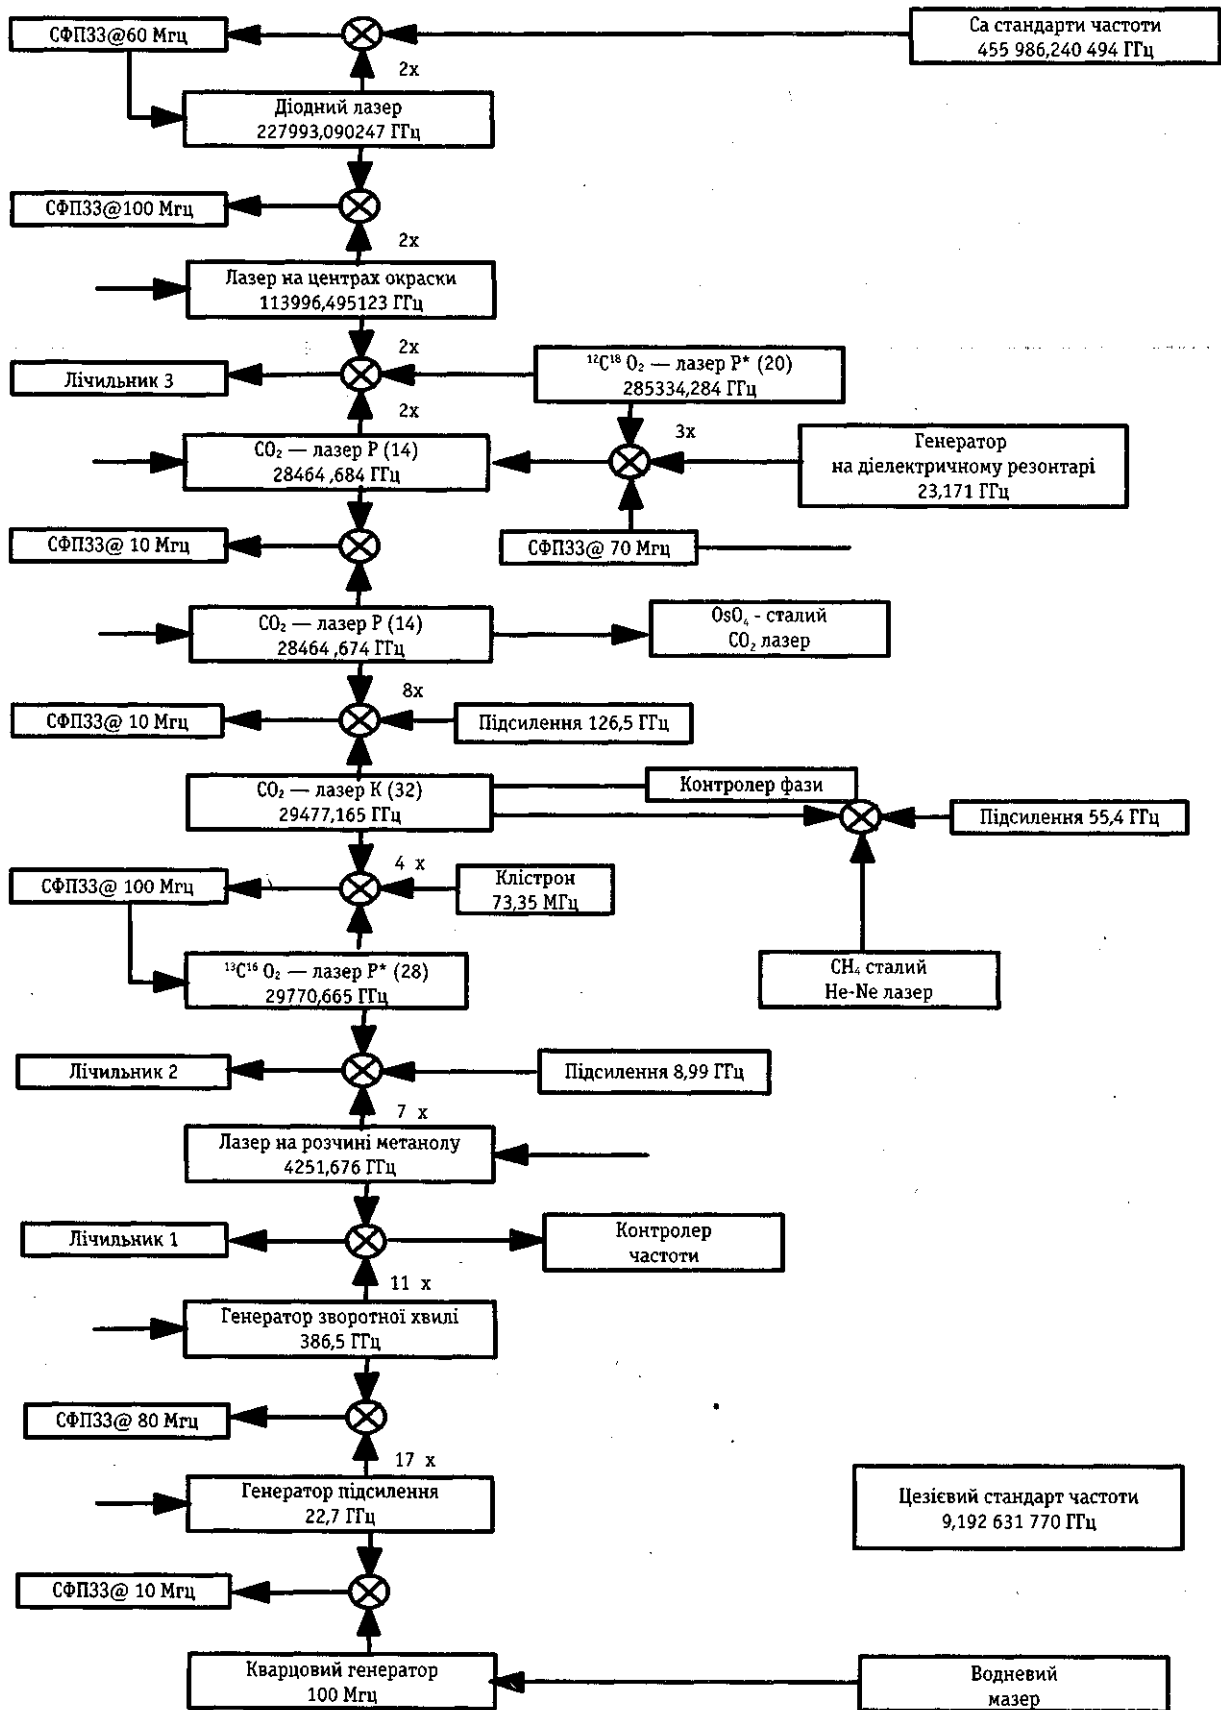 СФПЗЗ@60 Мгц
Са стандарти частоти
455 986,240 494 ГГц
2х
Діодний лазер
227993,090247 ГГц
СФПЗЗ@100 Мгц
2х
Лазер на центрах окраски
113996,495123 ГГц
2х
¹²C¹⁸ O₂ — лазер P* (20)
285334,284 ГГц
Лічильник 3
2х
3х
CO₂ — лазер P (14)
28464 ,684 ГГц
Генератор
на діелектричному резонтарі
23,171 ГГц
СФПЗЗ@ 10 Мгц
СФПЗЗ@ 70 Мгц
CO₂ — лазер P (14)
28464 ,674 ГГц
OsO₄ - сталий
CO₂ лазер
8х
СФПЗЗ@ 10 Мгц
Підсилення 126,5 ГГц
CO₂ — лазер К (32)
29477,165 ГГц
Контролер фази
Підсилення 55,4 ГГц
4 х
СФПЗЗ@ 100 Мгц
Клістрон
73,35 МГц
¹³C¹⁶ O₂ — лазер P* (28)
29770,665 ГГц
CH₄ сталий
He-Ne лазер
Лічильник 2
Підсилення 8,99 ГГц
7 х
Лазер на розчині метанолу
4251,676 ГГц
Лічильник 1
Контролер
частоти
11 х
Генератор зворотної хвилі
386,5 ГГц
СФПЗЗ@ 80 Мгц
17 х
Генератор підсилення
22,7 ГГц
Цезієвий стандарт частоти
9,192 631 770 ГГц
СФПЗЗ@ 10 Мгц
Кварцовий генератор
100 Мгц
Водневий
мазер